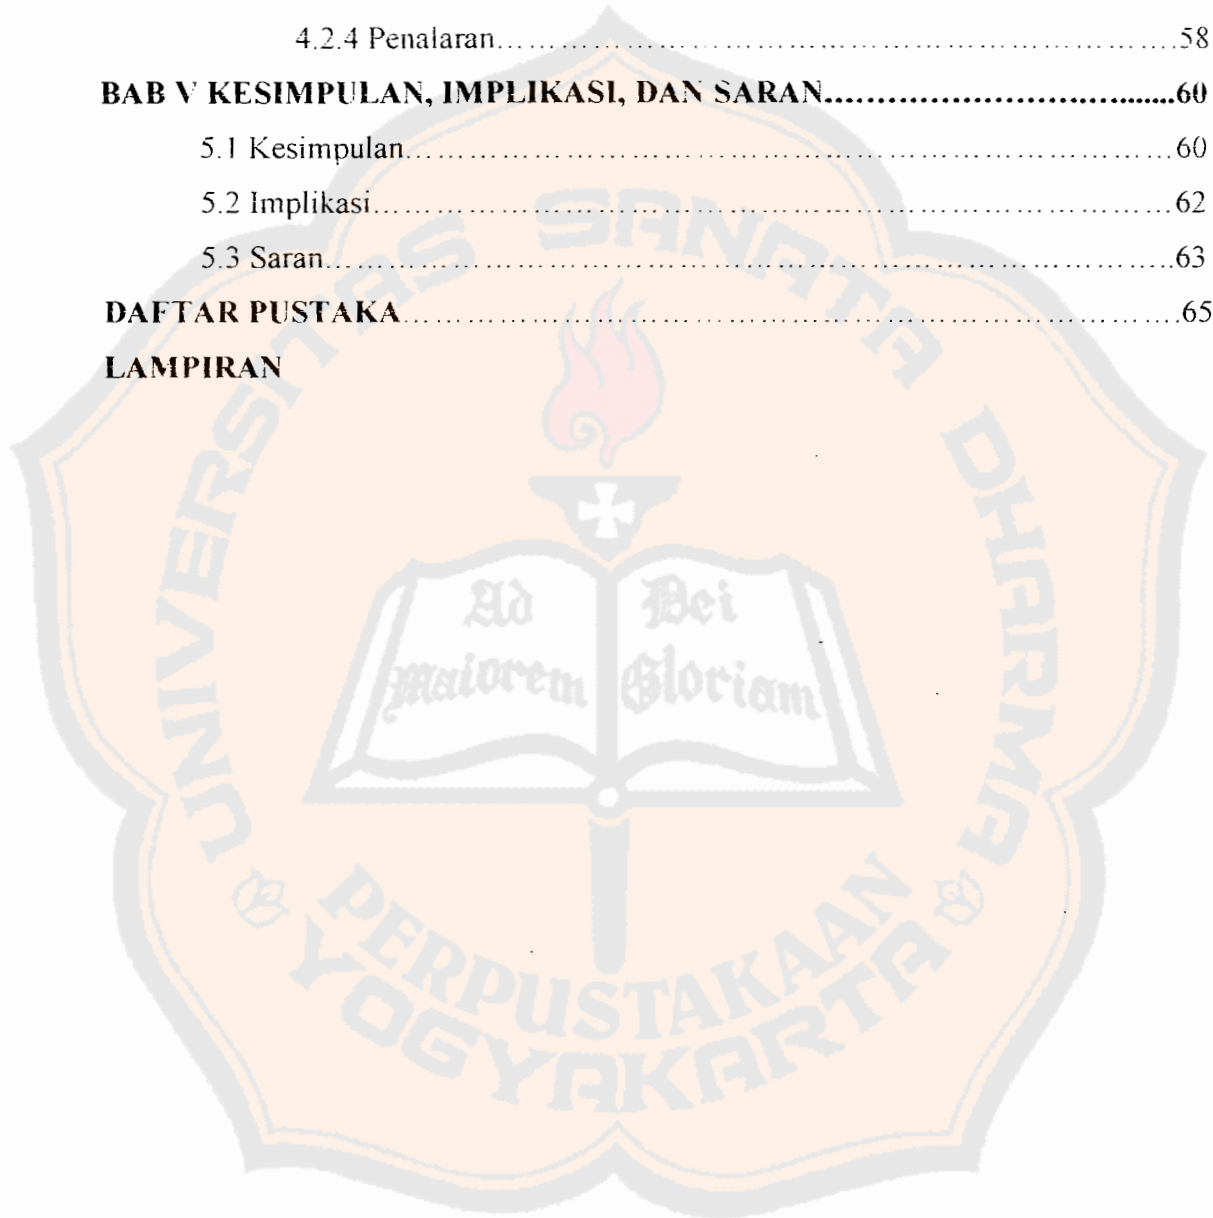 4.2.4 Penalaran........................................................................58
BAB V KESIMPULAN, IMPLIKASI, DAN SARAN.............................60
5.1 Kesimpulan........................................................................60
5.2 Implikasi...........................................................................62
5.3 Saran................................................................................63
DAFTAR PUSTAKA..................................................................65
LAMPIRAN
UNIVERSITAS SANATA DHARMA
Ad Dei
Maiorem Gloriam
PERPUSTAKAAN
YOGYAKARTA